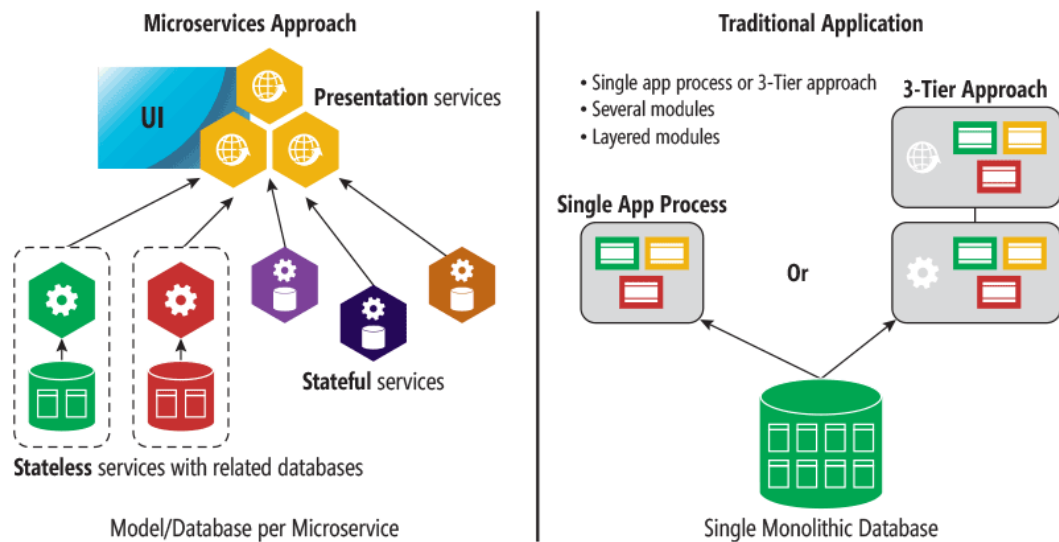 Microservices Approach
UI
Presentation services
Stateful services
Stateless services with related databases
Model/Database per Microservice
Traditional Application
• Single app process or 3-Tier approach
• Several modules
• Layered modules
3-Tier Approach
Single App Process
Or
Single Monolithic Database